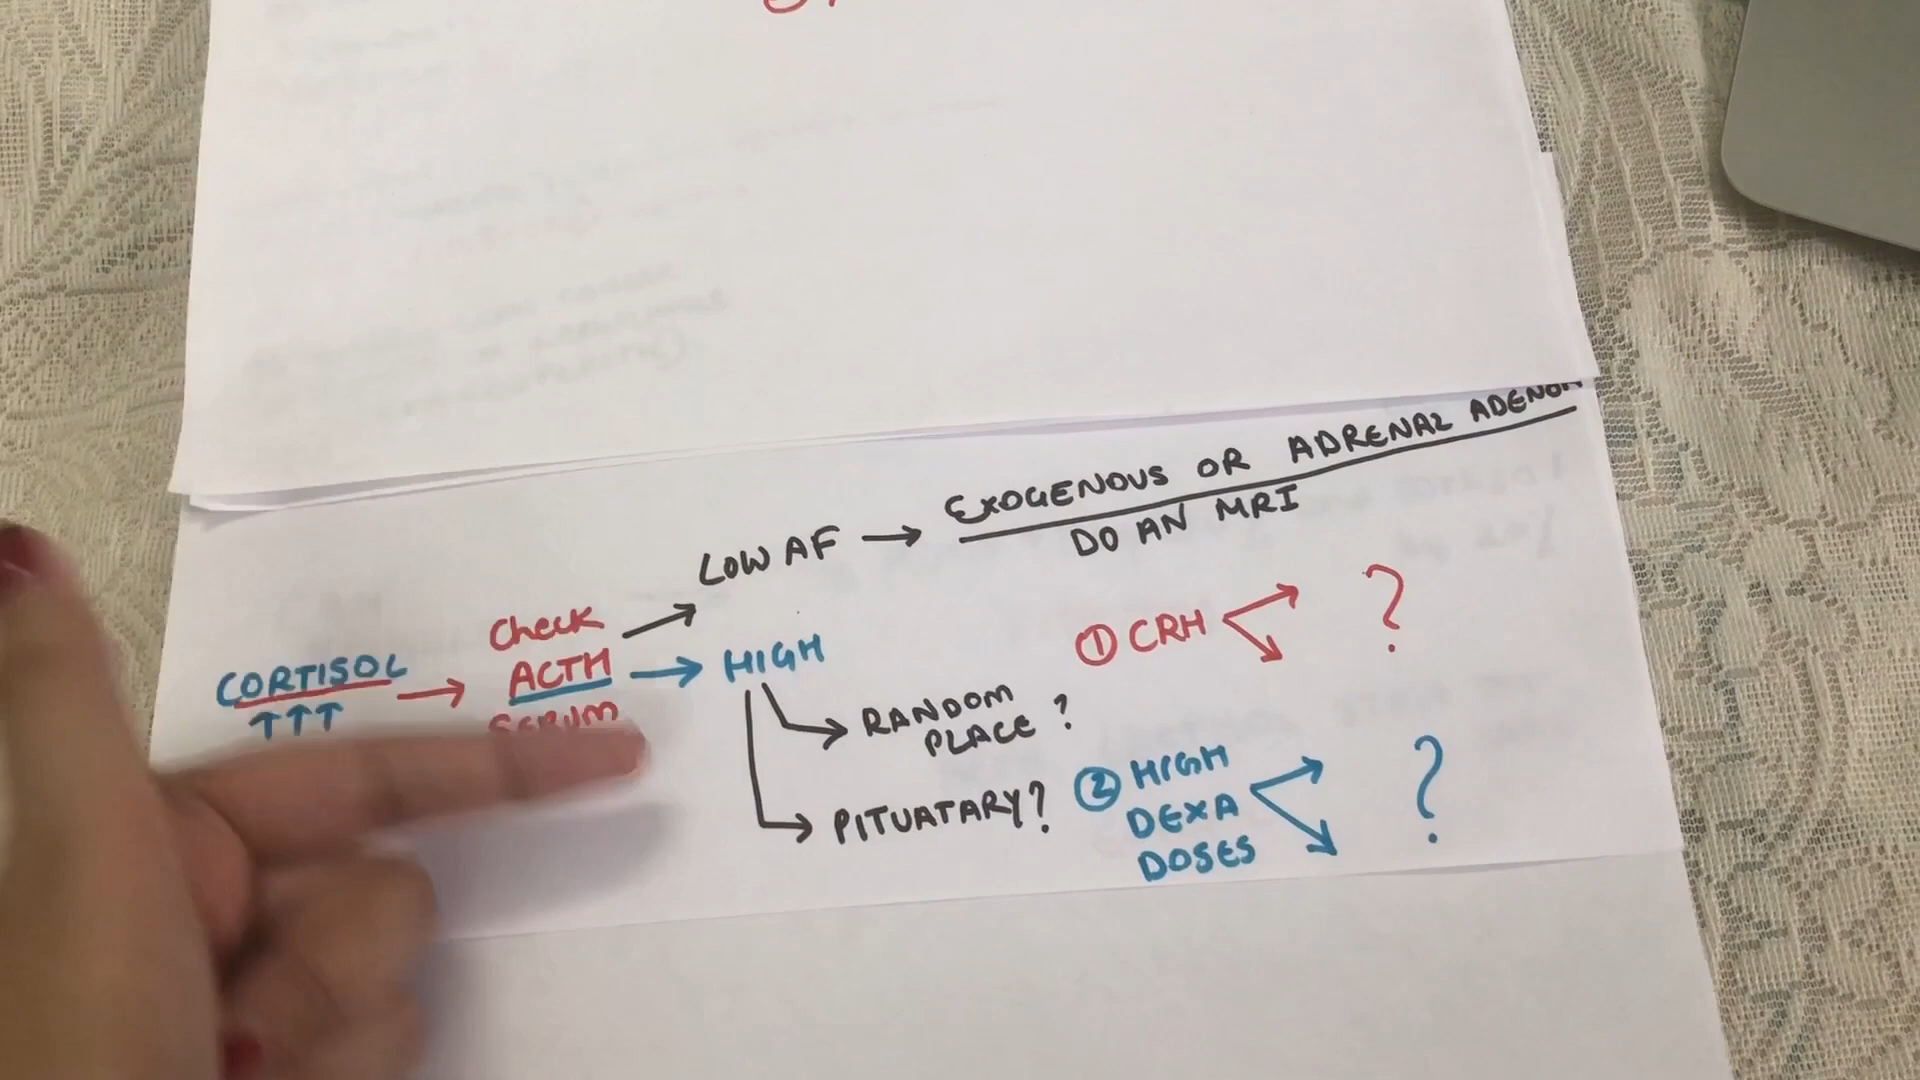 EXOGENOUS OR ADRENAL
DO AN MRI
LOW AF
Check
ACTH
SERUM
CORTISOL
↑↑↑
HIGH
RANDOM
PLACE ?
PITUATARY?
① CRH
?
② HIGH
DEXA
DOSES
?